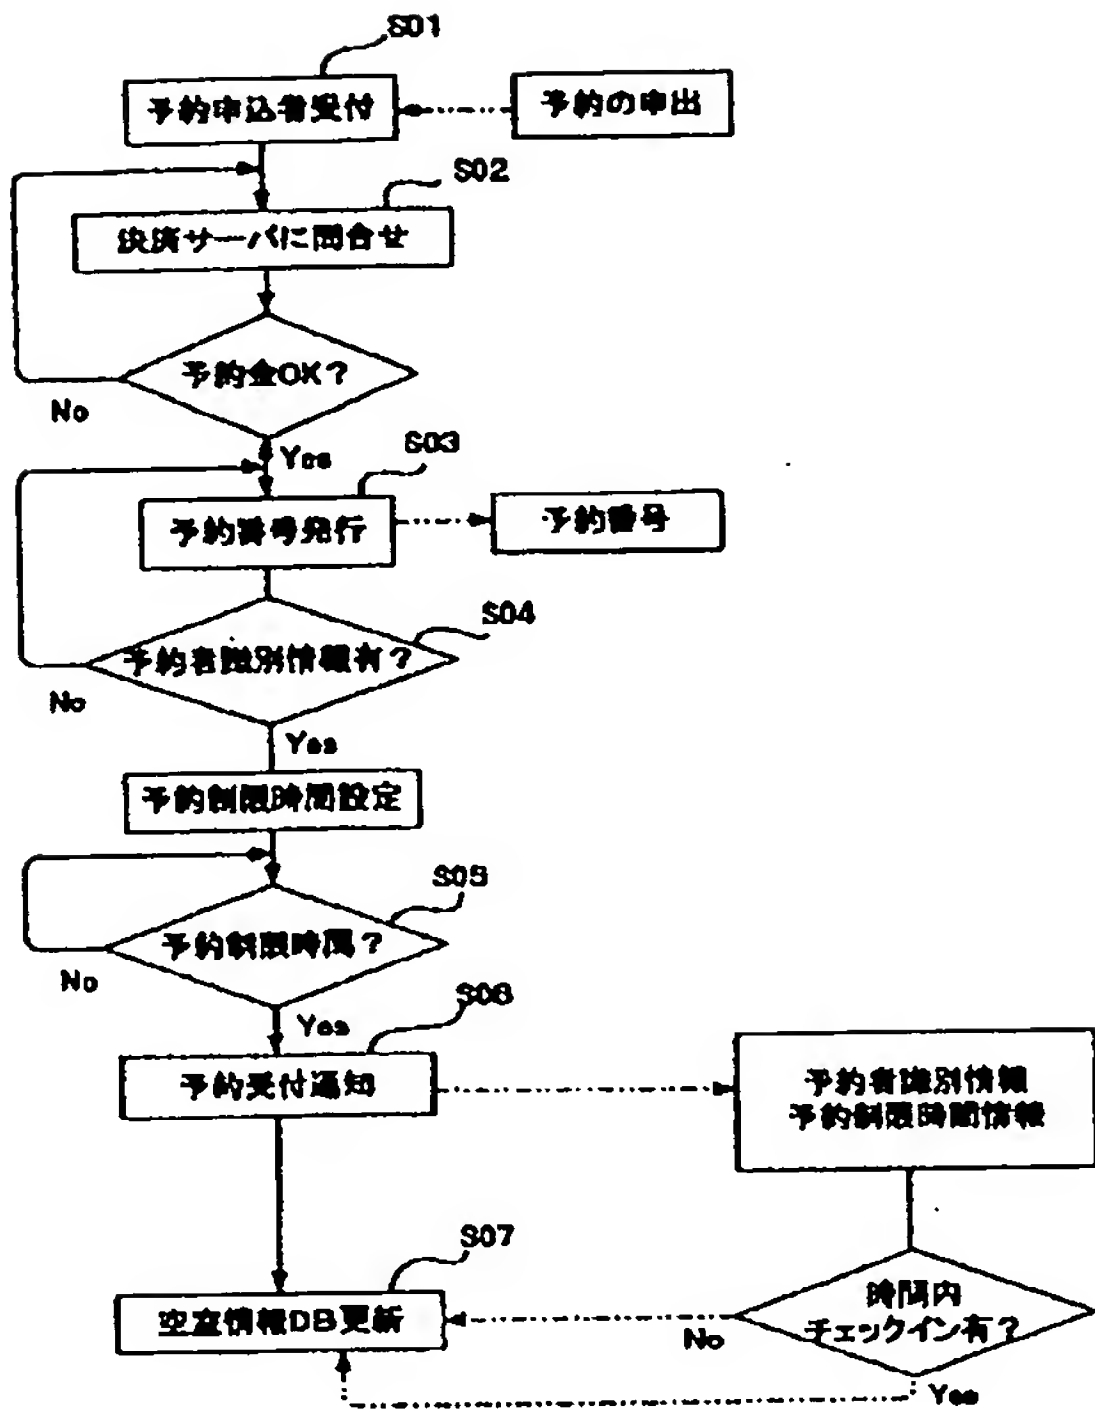 S01
予約申込者受付
予約の申出
S02
決済サーバに問合せ
予約金OK？
No
Yes
S03
予約番号発行
予約番号
S04
予約者識別情報有？
No
Yes
予約制限時間設定
S05
予約制限時間？
No
Yes
S06
予約受付通知
予約者識別情報
予約制限時間情報
S07
空室情報DB更新
時間内
チェックイン有？
No
Yes